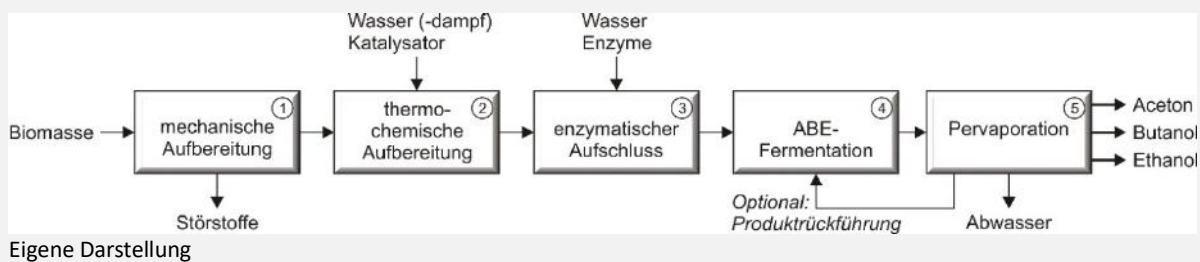 Wasser (-dampf)
Katalysator
Wasser
Enzyme
Biomasse
1
mechanische
Aufbereitung
2
thermo-
chemische
Aufbereitung
3
enzymatischer
Aufschluss
4
ABE-
Fermentation
5
Pervaporation
Aceton
Butanol
Ethanol
Störstoffe
Optional:
Produktrückführung
Abwasser
Eigene Darstellung